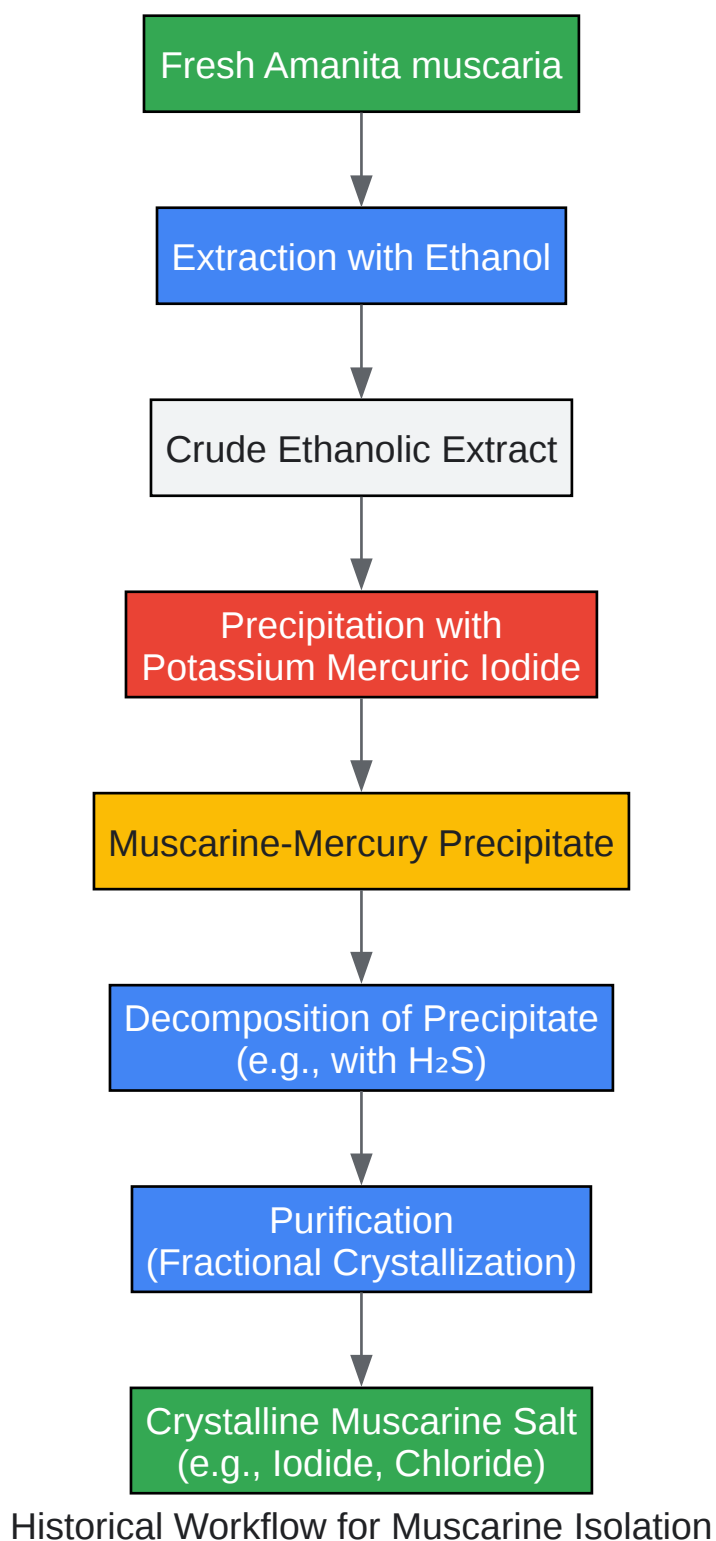 Fresh Amanita muscaria
Extraction with Ethanol
Crude Ethanolic Extract
Precipitation with
Potassium Mercuric Iodide
Muscarine-Mercury Precipitate
Decomposition of Precipitate
(e.g., with H₂S)
Purification
(Fractional Crystallization)
Crystalline Muscarine Salt
(e.g., Iodide, Chloride)
Historical Workflow for Muscarine Isolation